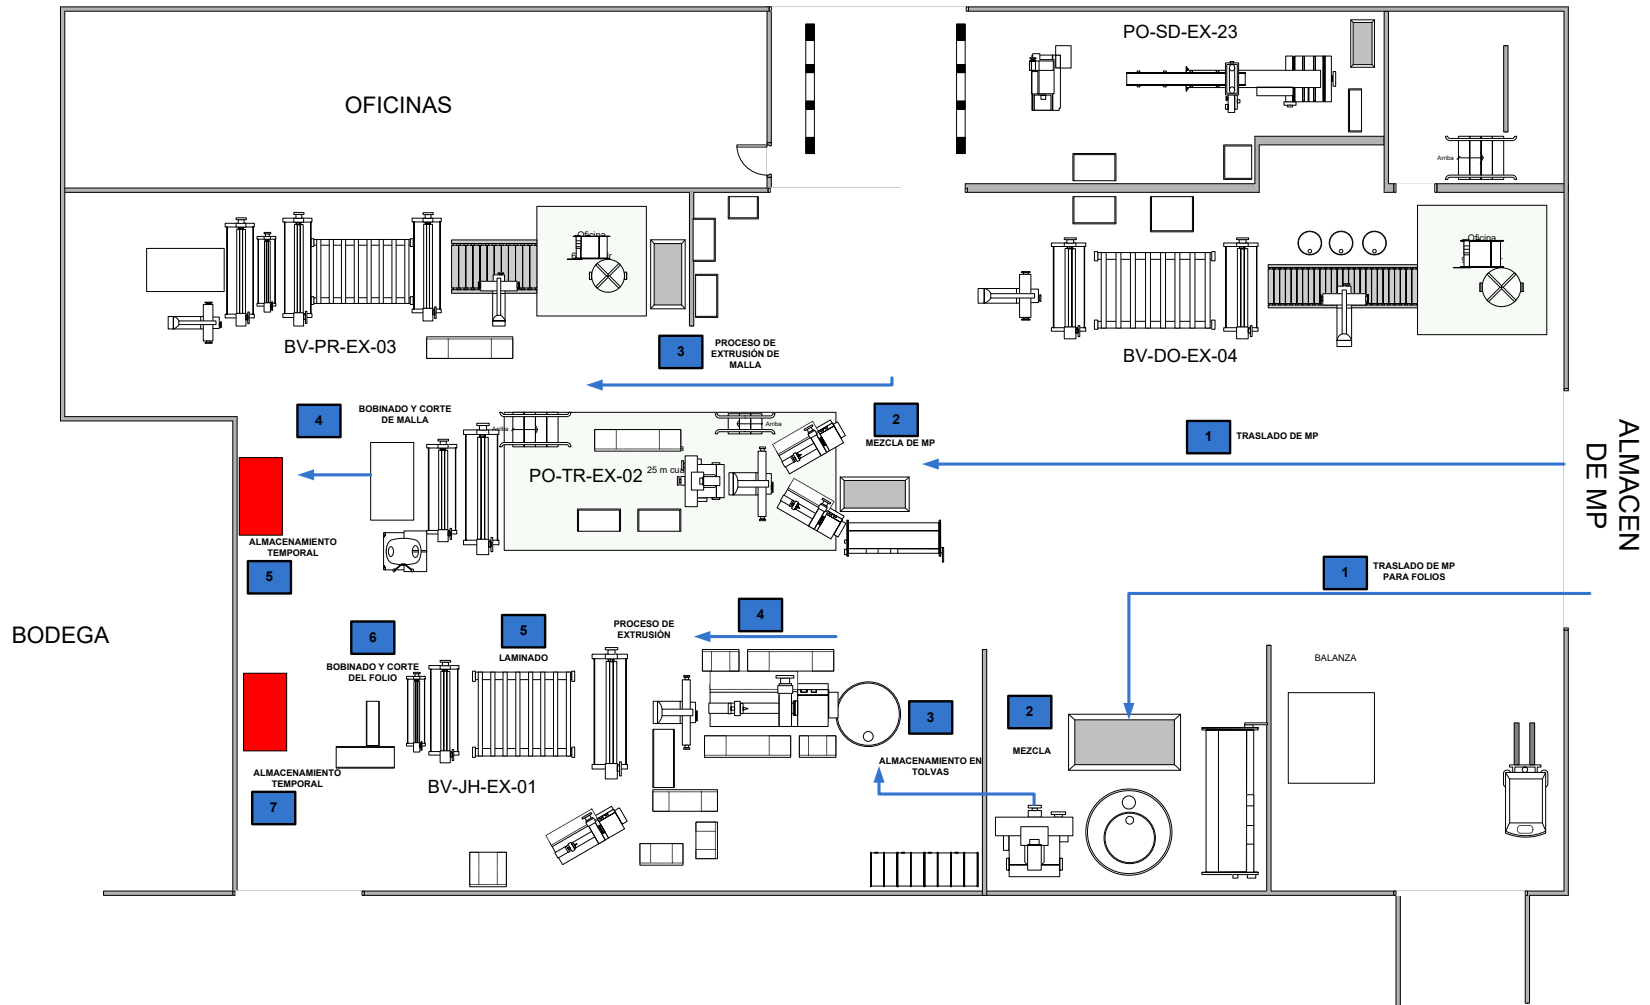 PO-SD-EX-23
OFICINAS
Arriba
Oficina
Oficina
BV-PR-EX-03
BV-DO-EX-04
3
PROCESO DE
EXTRUSIÓN DE
MALLA
4
BOBINADO Y CORTE
DE MALLA
2
MEZCLA DE MP
1
TRASLADO DE MP
ALMACEN
DE MP
Arriba
Arriba
PO-TR-EX-02
25 m cua
ALMACENAMIENTO
TEMPORAL
5
1
TRASLADO DE MP
PARA FOLIOS
BODEGA
6
BOBINADO Y CORTE
DEL FOLIO
5
LAMINADO
PROCESO DE
EXTRUSIÓN
4
BALANZA
2
MEZCLA
3
ALMACENAMIENTO EN
TOLVAS
ALMACENAMIENTO
TEMPORAL
7
BV-JH-EX-01